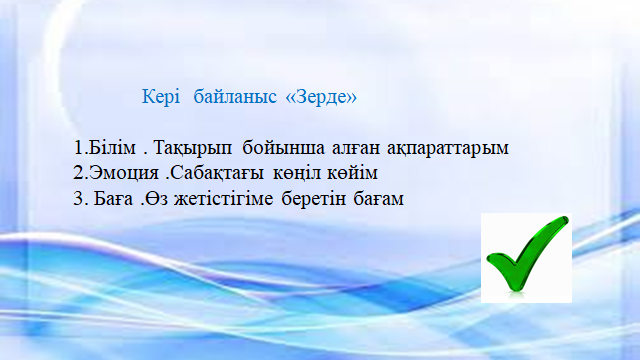 Кері байланыс «Зерде»
1.Білім . Тақырып бойынша алған ақпараттарым
2.Эмоция .Сабақтағы көңіл көйім
3. Баға .Өз жетістігіме беретін бағам